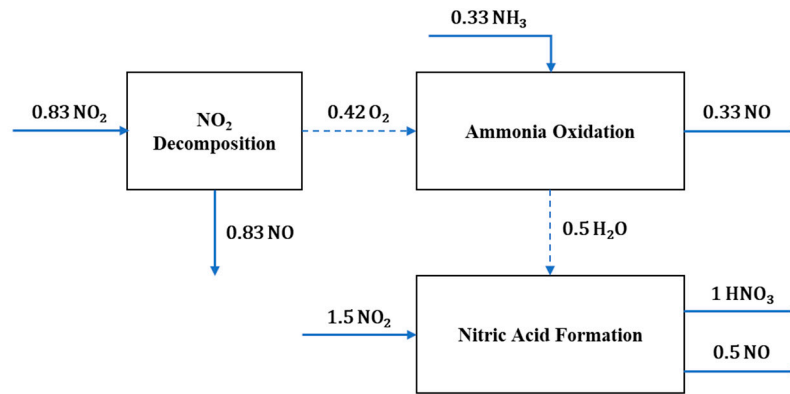 0.33 NH₃
0.83 NO₂
NO₂
Decomposition
0.42 O₂
Ammonia Oxidation
0.33 NO
0.83 NO
0.5 H₂O
1.5 NO₂
Nitric Acid Formation
1 HNO₃
0.5 NO